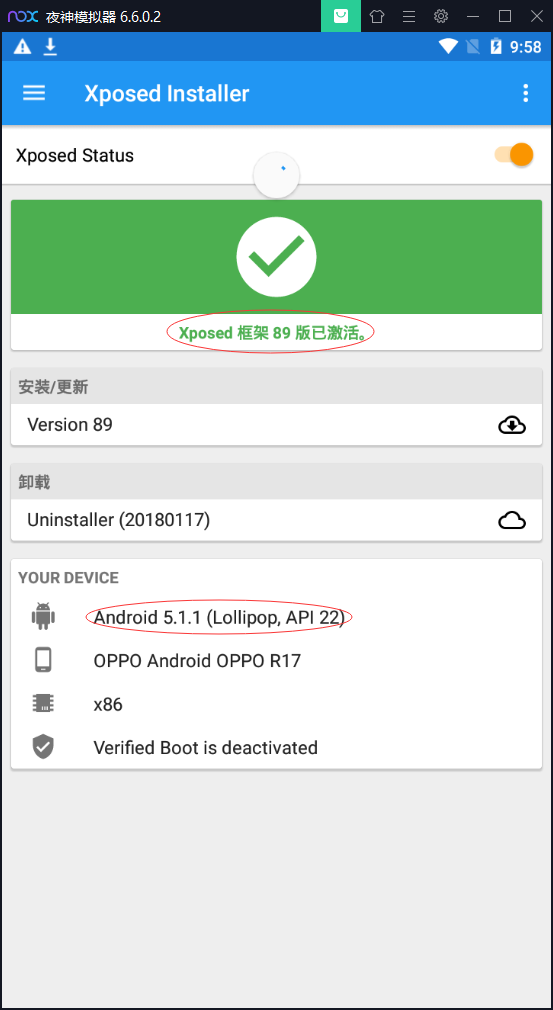 nox 夜神模拟器 6.6.0.2
9:58
Xposed Installer
Xposed Status
Xposed 框架 89 版已激活。
安装/更新
Version 89
卸载
Uninstaller (20180117)
YOUR DEVICE
Android 5.1.1 (Lollipop, API 22)
OPPO Android OPPO R17
x86
Verified Boot is deactivated